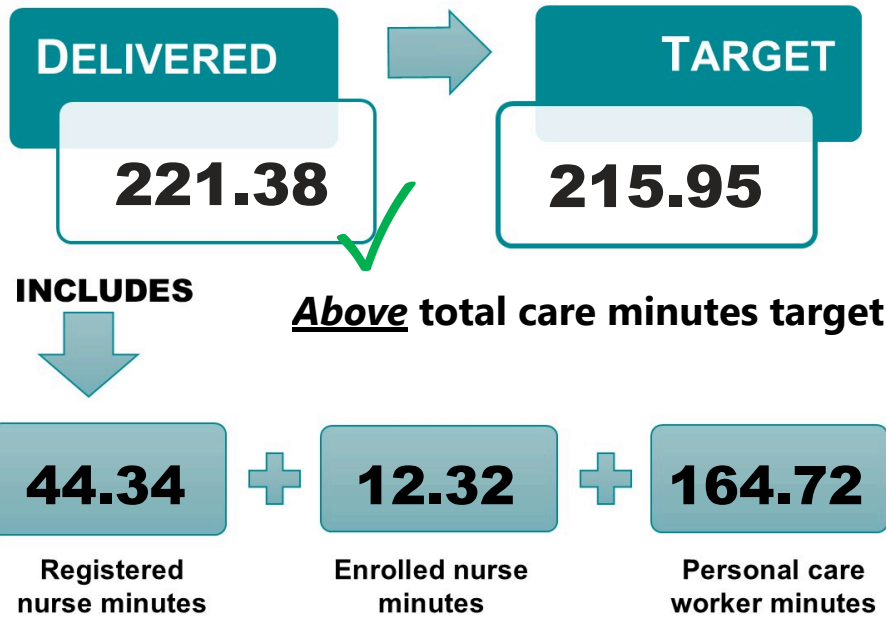 DELIVERED
TARGET
221.38
215.95
INCLUDES
Above total care minutes target
44.34
12.32
164.72
Registered
nurse minutes
Enrolled nurse
minutes
Personal care
worker minutes